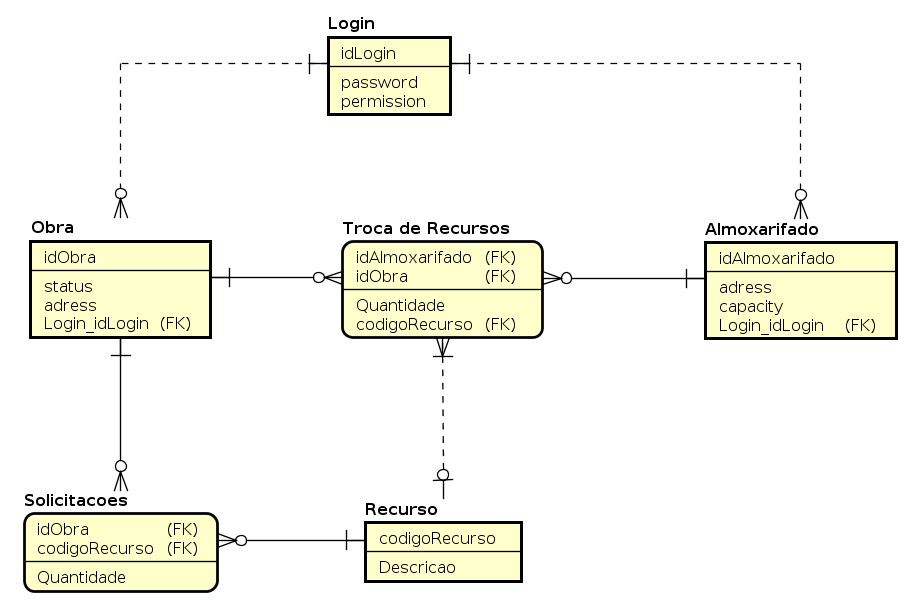 Login
idLogin
password
permission
Obra
idObra
status
adress
Login_idLogin (FK)
Troca de Recursos
idAlmoxarifado (FK)
idObra (FK)
Quantidade
codigoRecurso (FK)
Almoxarifado
idAlmoxarifado
adress
capacity
Login_idLogin (FK)
Solicitacoes
idObra (FK)
codigoRecurso (FK)
Quantidade
Recurso
codigoRecurso
Descricao